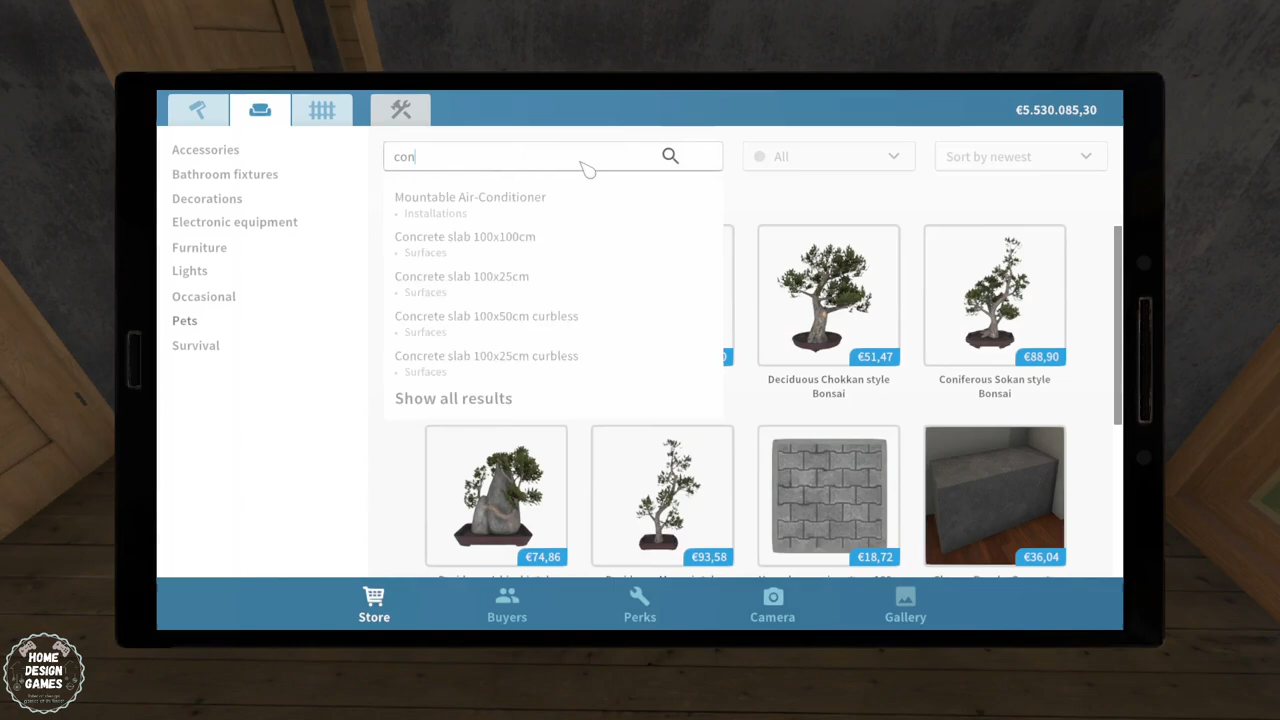 €5.530.085,30
Accessories
Bathroom fixtures
Decorations
Electronic equipment
Furniture
Lights
Occasional
Pets
Survival
con
All
Sort by newest
Mountable Air-Conditioner
• Installations
Concrete slab 100x100cm
• Surfaces
Concrete slab 100x25cm
• Surfaces
Concrete slab 100x50cm curbless
• Surfaces
Concrete slab 100x25cm curbless
• Surfaces
Show all results
€51,47
€88,90
Deciduous Chokkan style
Bonsai
Coniferous Sokan style
Bonsai
€74,86
€93,58
€18,72
€36,04
Store
Buyers
Perks
Camera
Gallery
HOME
DESIGN
GAMES